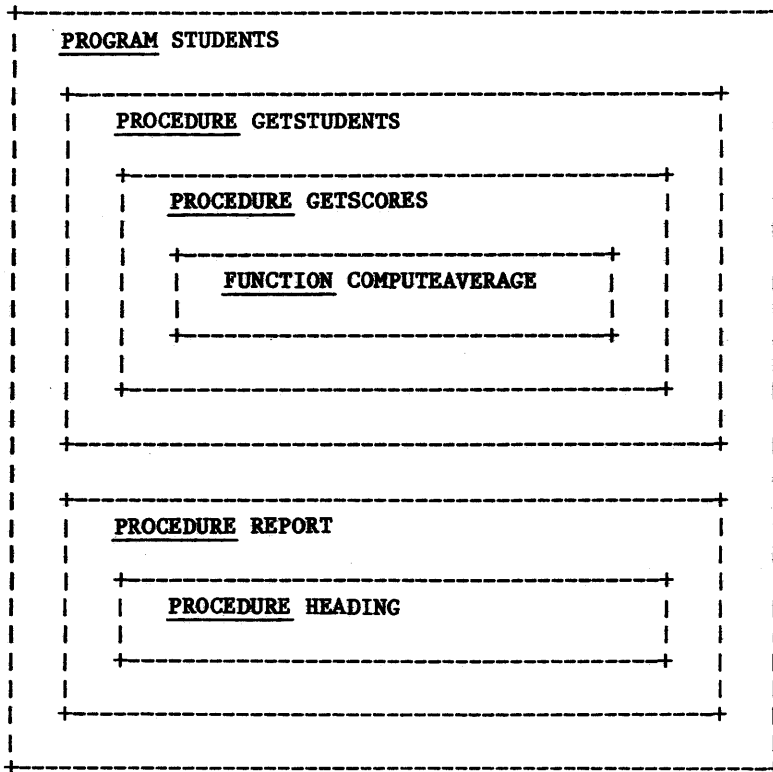 PROGRAM STUDENTS
PROCEDURE GETSTUDENTS
PROCEDURE GETSCORES
FUNCTION COMPUTEAVERAGE
PROCEDURE REPORT
PROCEDURE HEADING